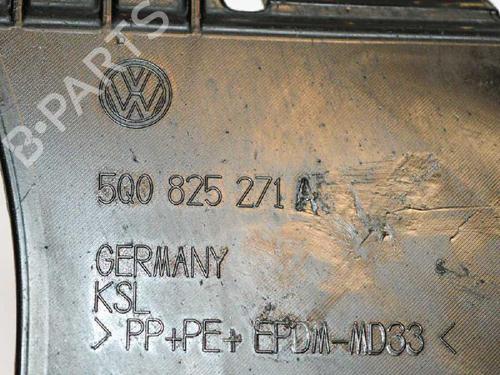 B-PARTS
5Q0 825 271 A
GERMANY
KSL
> PP+PE+ EPDM-MD33 <